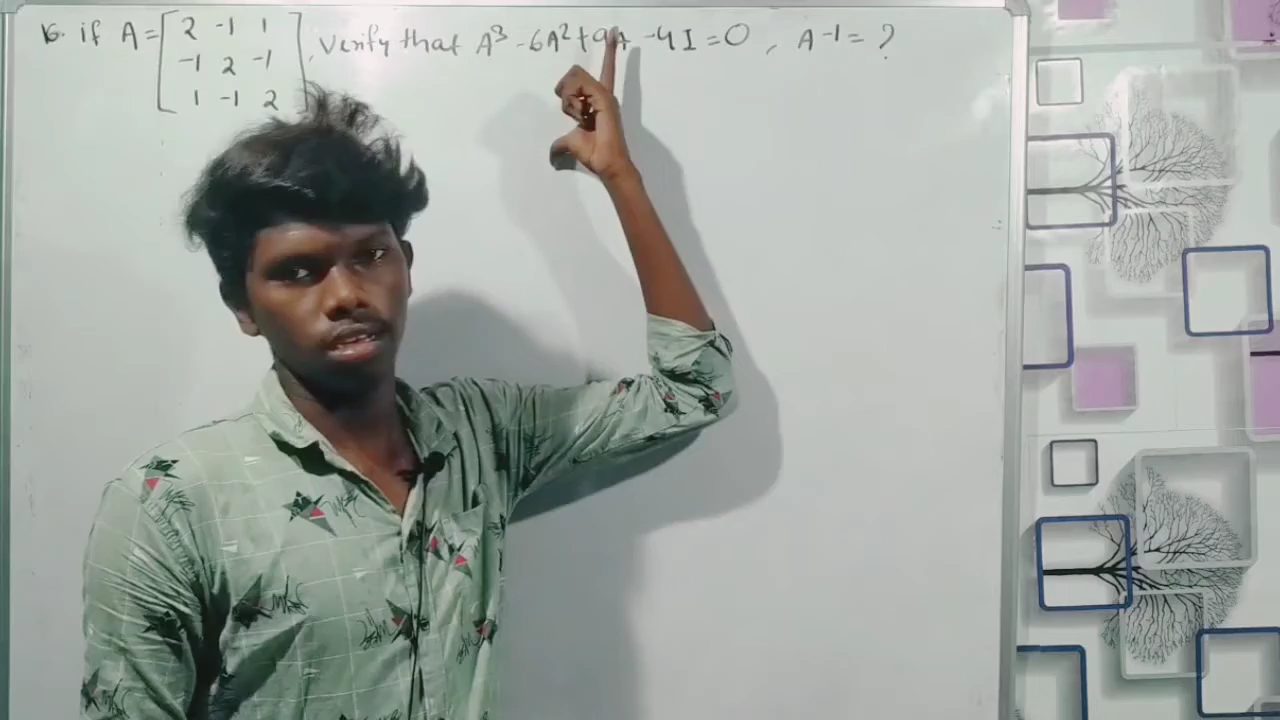 16. if A = [ 2 -1 1 , Verify that A³ - 6A² + 9A - 4I = 0 , A-1 = ?
-1 2 -1
1 -1 2 ]